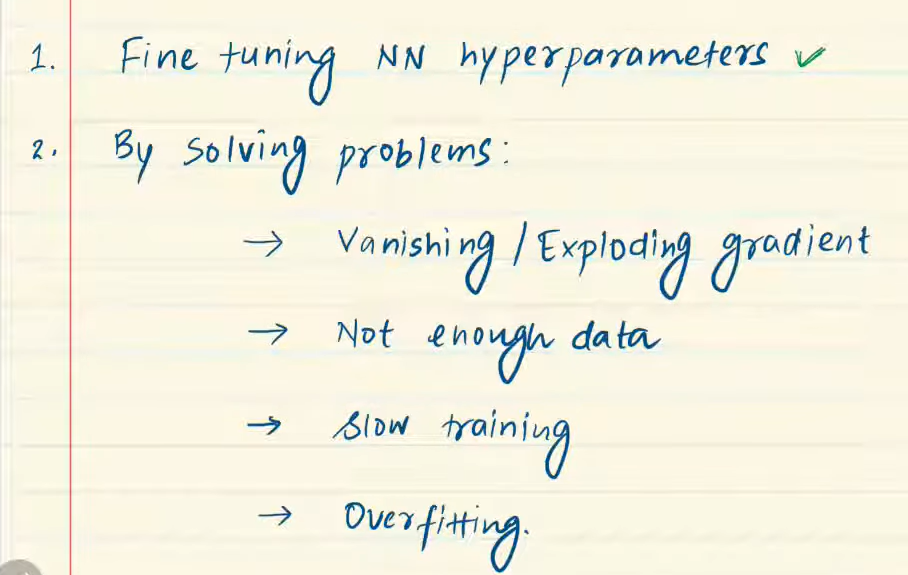 1. Fine tuning NN hyperparameters ✓
2. By solving problems:
→ Vanishing / Exploding gradient
→ Not enough data
→ Slow training
→ Overfitting.